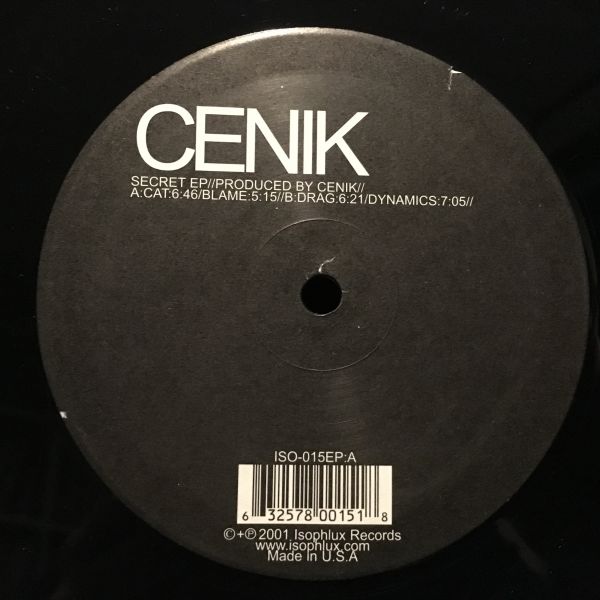 CENIK
SECRET EP//PRODUCED BY CENIK//
A:CAT:6:46/BLAME:5:15//B:DRAG:6:21/DYNAMICS:7:05//
ISO-015EP:A
6 32578 00151 8
©+℗ 2001 Isophlux Records
www.isophlux.com
Made in U.S.A